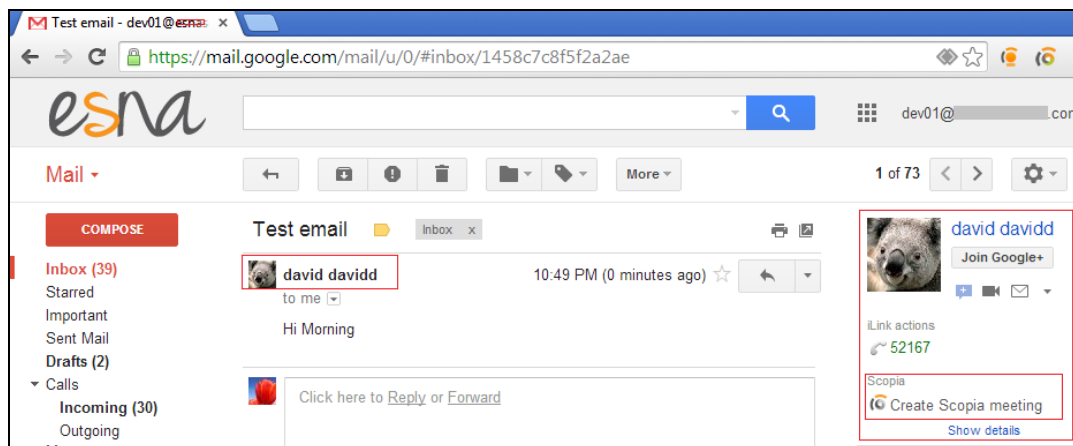 Test email - dev01@esna: ×
https://mail.google.com/mail/u/0/#inbox/1458c7c8f5f2a2ae
esna
dev01@ .cor
Mail
More
1 of 73
COMPOSE
Test email
Inbox x
david davidd
Join Google+
Inbox (39)
david davidd
10:49 PM (0 minutes ago)
Starred
to me
Important
Hi Morning
iLink actions
Sent Mail
52167
Drafts (2)
Scopia
Calls
Click here to Reply or Forward
Create Scopia meeting
Incoming (30)
Outgoing
Show details